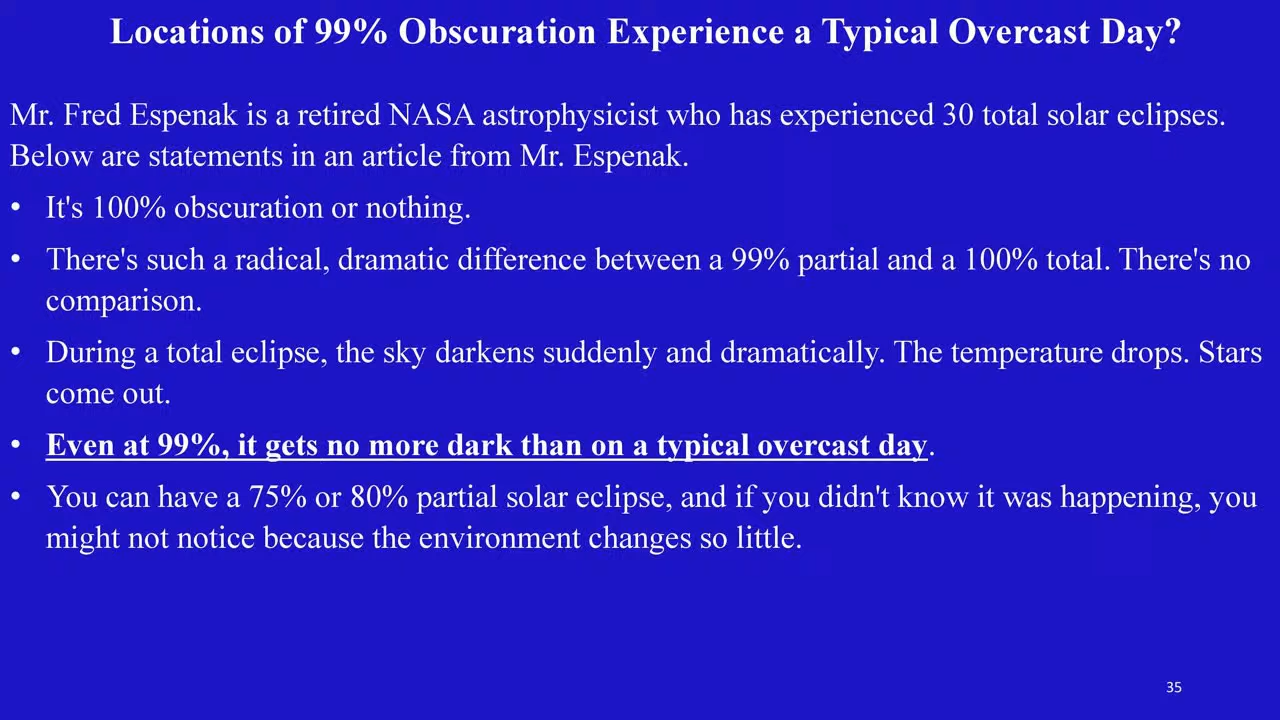 Locations of 99% Obscuration Experience a Typical Overcast Day?
Mr. Fred Espenak is a retired NASA astrophysicist who has experienced 30 total solar eclipses.
Below are statements in an article from Mr. Espenak.
• It's 100% obscuration or nothing.
• There's such a radical, dramatic difference between a 99% partial and a 100% total. There's no
comparison.
• During a total eclipse, the sky darkens suddenly and dramatically. The temperature drops. Stars
come out.
• Even at 99%, it gets no more dark than on a typical overcast day.
• You can have a 75% or 80% partial solar eclipse, and if you didn't know it was happening, you
might not notice because the environment changes so little.
35